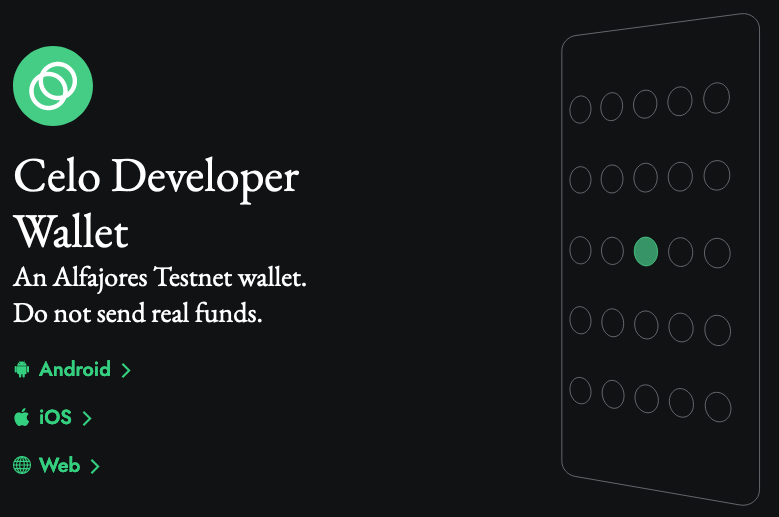 Celo Developer
Wallet
An Alfajores Testnet wallet.
Do not send real funds.
Android
iOS
Web